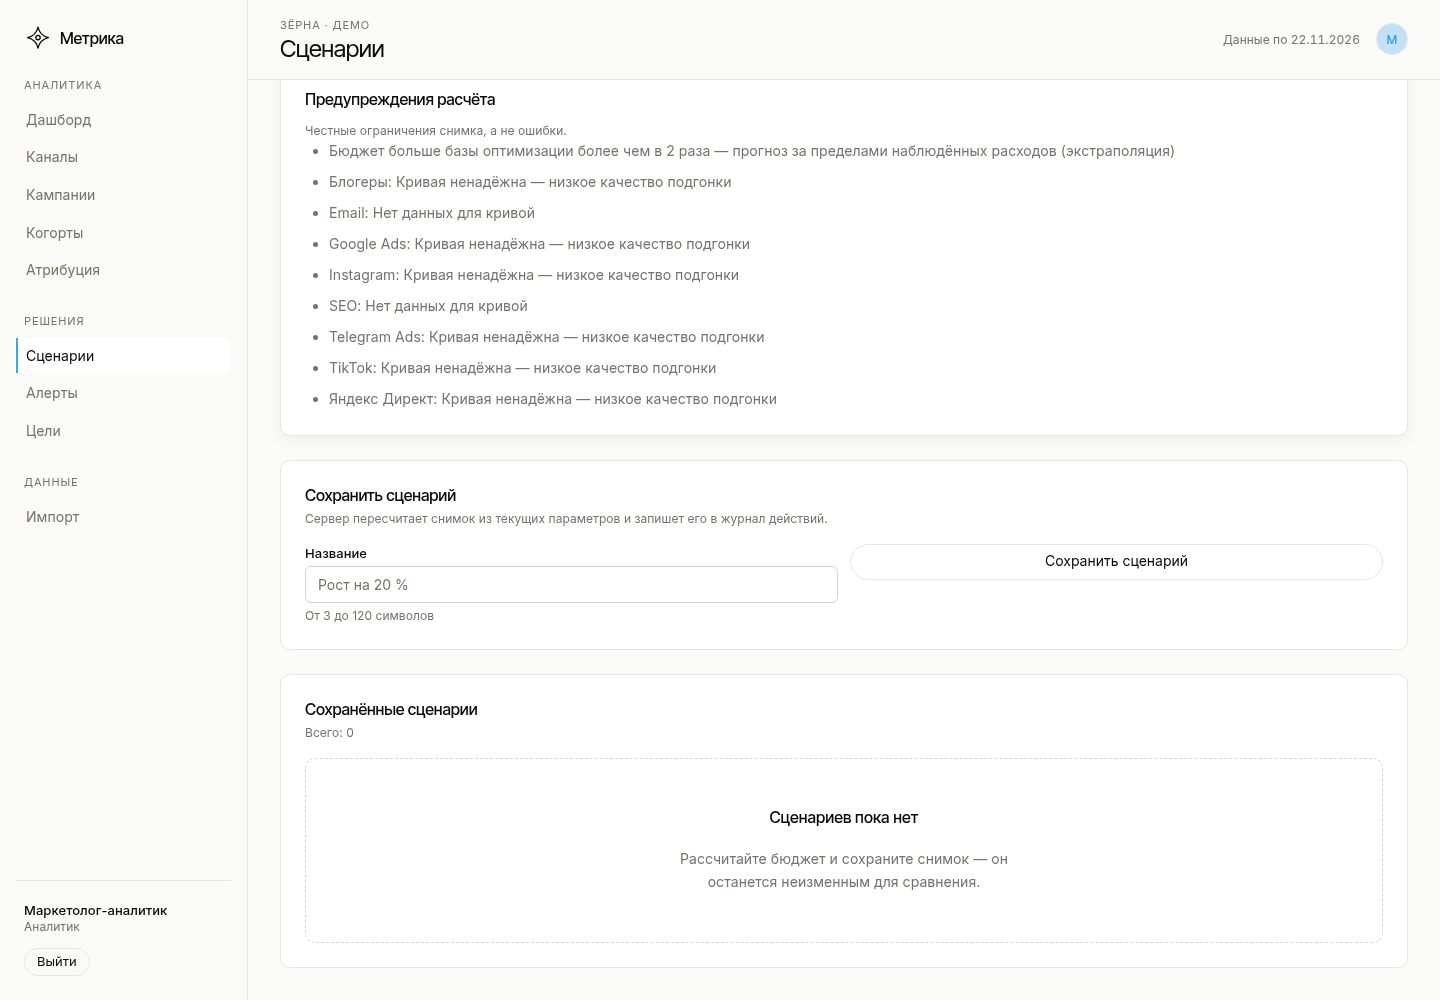 Метрика
АНАЛИТИКА
Дашборд
Каналы
Кампании
Когорты
Атрибуция
РЕШЕНИЯ
Сценарии
Алерты
Цели
ДАННЫЕ
Импорт
Маркетолог-аналитик
Аналитик
Выйти
ЗЁРНА · ДЕМО
Сценарии
Данные по 22.11.2026
М
Предупреждения расчёта
Честные ограничения снимка, а не ошибки.
• Бюджет больше базы оптимизации более чем в 2 раза — прогноз за пределами наблюдённых расходов (экстраполяция)
• Блогеры: Кривая ненадёжна — низкое качество подгонки
• Email: Нет данных для кривой
• Google Ads: Кривая ненадёжна — низкое качество подгонки
• Instagram: Кривая ненадёжна — низкое качество подгонки
• SEO: Нет данных для кривой
• Telegram Ads: Кривая ненадёжна — низкое качество подгонки
• TikTok: Кривая ненадёжна — низкое качество подгонки
• Яндекс Директ: Кривая ненадёжна — низкое качество подгонки
Сохранить сценарий
Сервер пересчитает снимок из текущих параметров и запишет его в журнал действий.
Название
Рост на 20 %
От 3 до 120 символов
Сохранить сценарий
Сохранённые сценарии
Всего: 0
Сценариев пока нет
Рассчитайте бюджет и сохраните снимок — он
останется неизменным для сравнения.